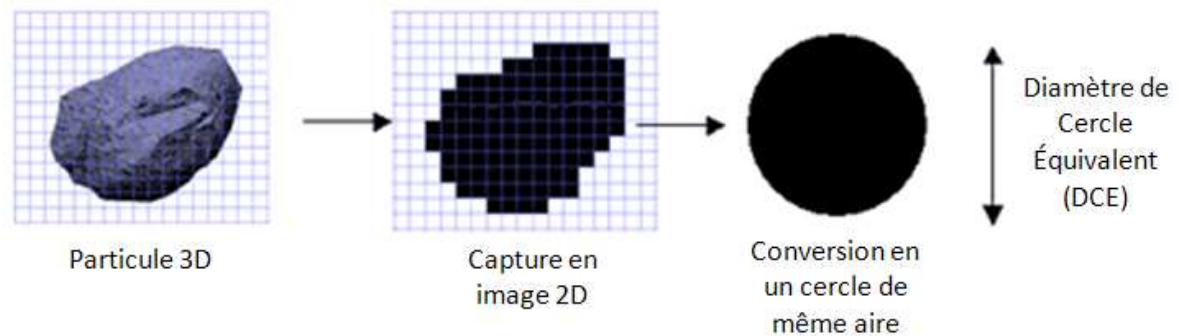 Particule 3D
Capture en
image 2D
Conversion en
un cercle de
même aire
Diamètre de
Cercle
Équivalent
(DCE)